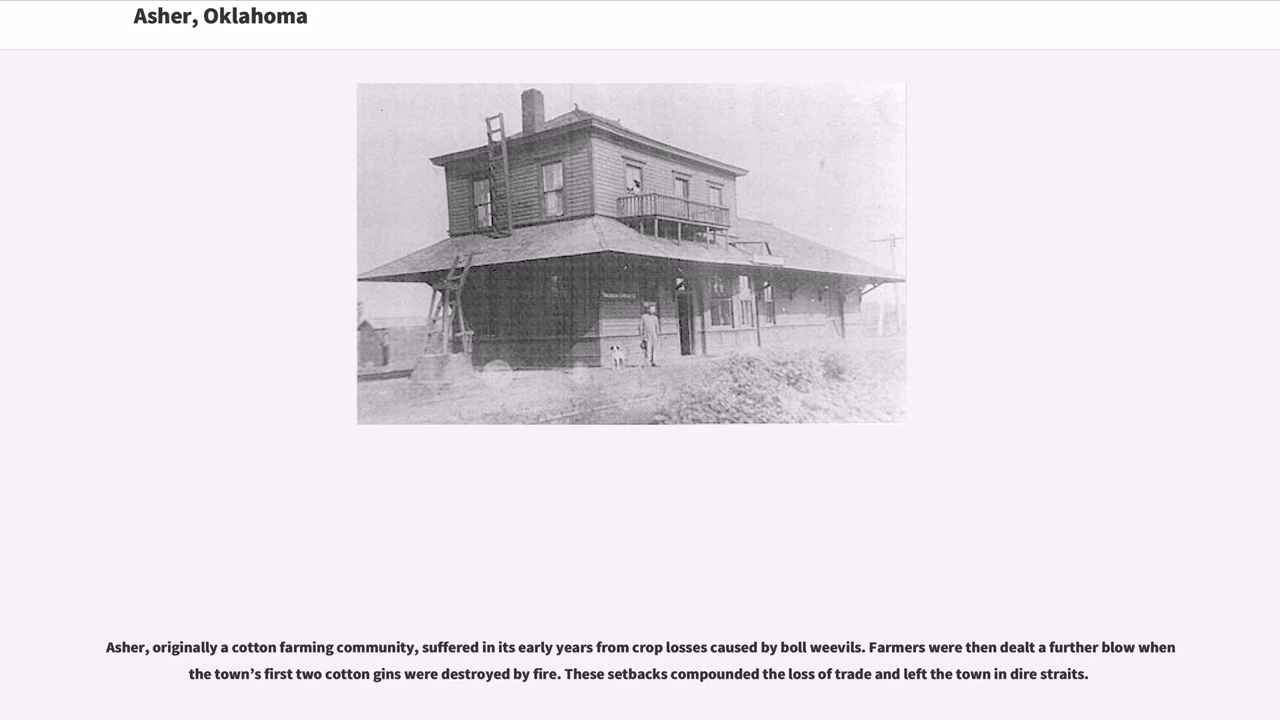 Asher, Oklahoma
Asher, originally a cotton farming community, suffered in its early years from crop losses caused by boll weevils. Farmers were then dealt a further blow when
the town’s first two cotton gins were destroyed by fire. These setbacks compounded the loss of trade and left the town in dire straits.